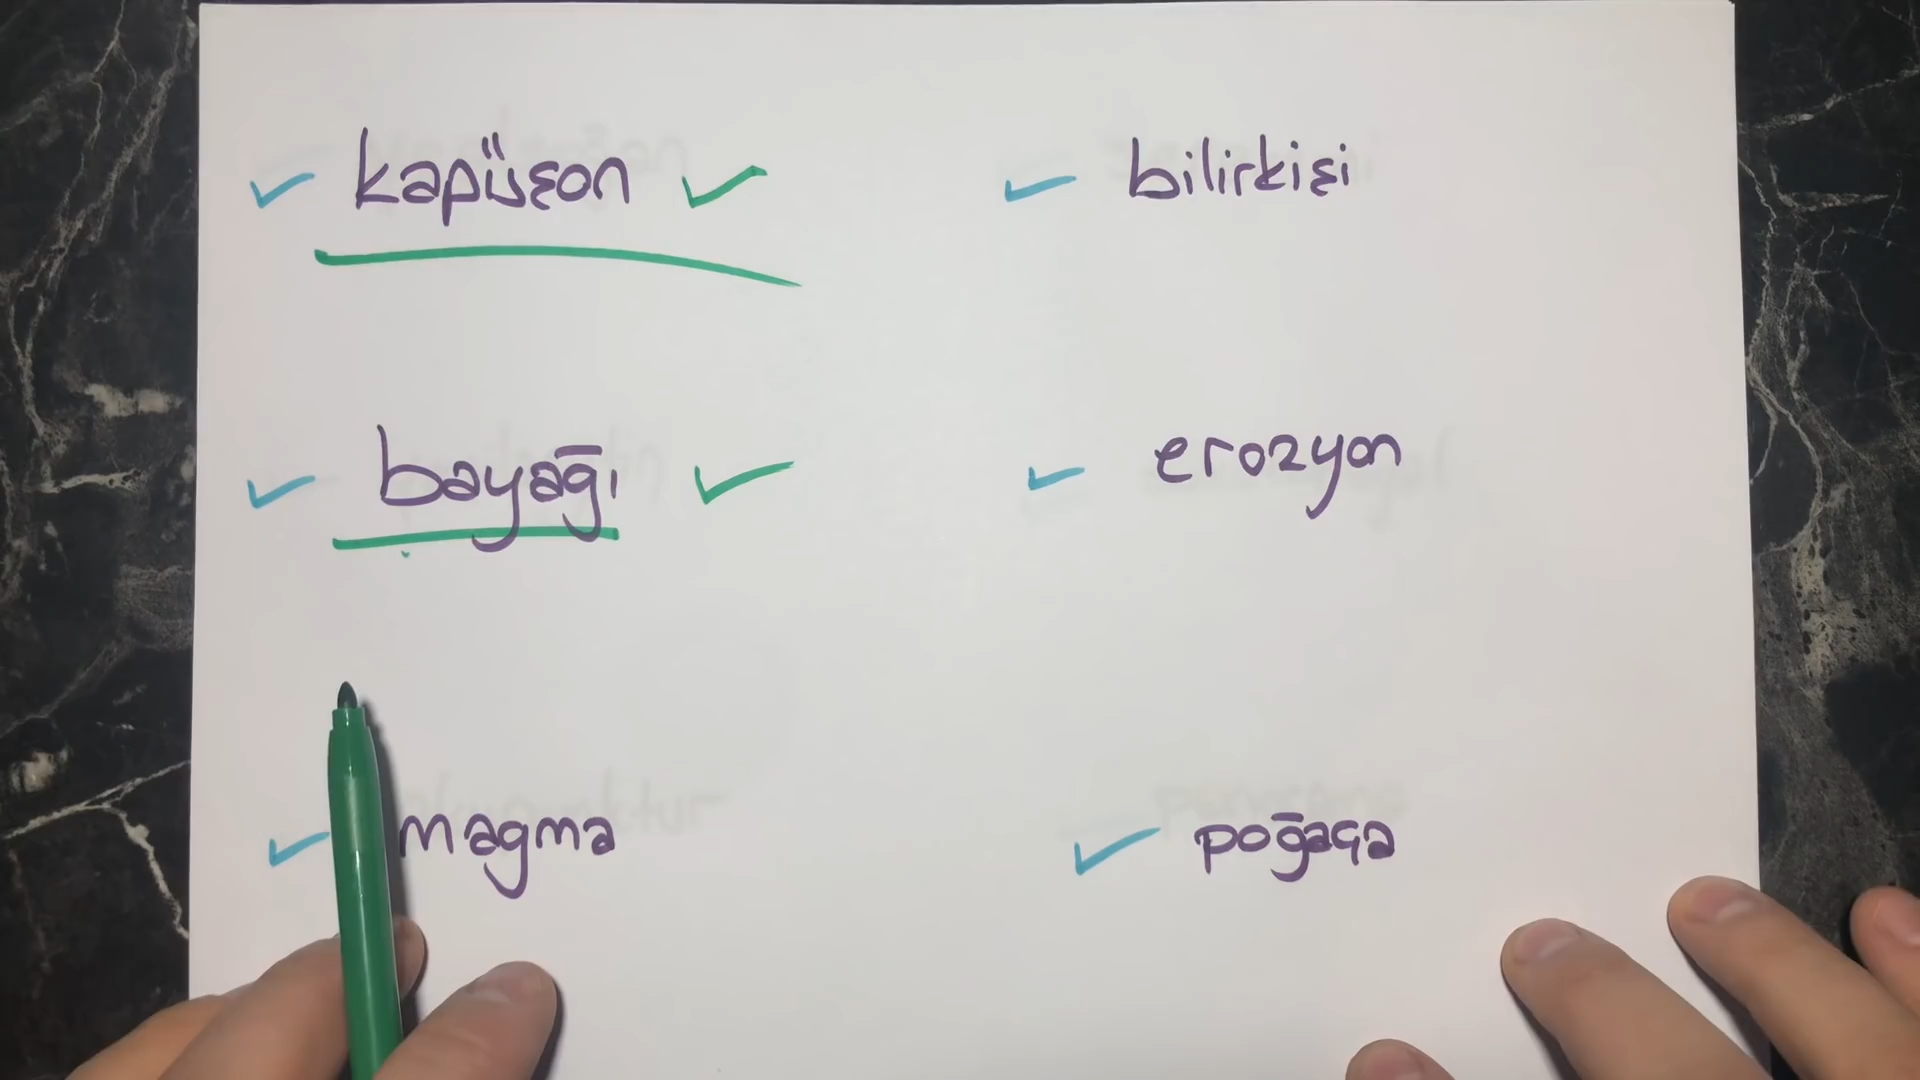 kapüşon
bilirkişi
bayağı
erozyon
magma
poğaça